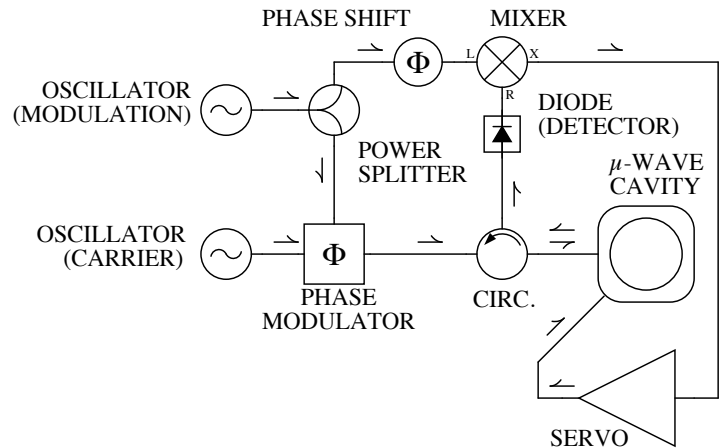 PHASE SHIFT
MIXER
L
X
R
Φ
OSCILLATOR
(MODULATION)
DIODE
(DETECTOR)
POWER
SPLITTER
μ-WAVE
CAVITY
OSCILLATOR
(CARRIER)
Φ
PHASE
MODULATOR
CIRC.
SERVO